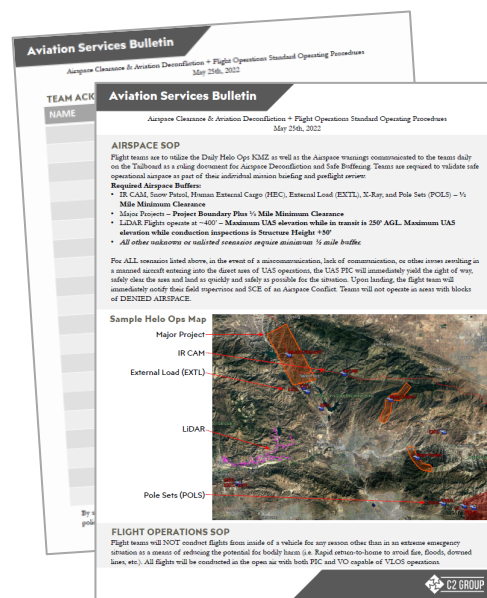 Aviation Services Bulletin
Airspace Clearance & Aviation Deconfliction + Flight Operations Standard Operating Procedures
May 25th, 2022
TEAM ACK
NAME
By s
poli
Aviation Services Bulletin
Airspace Clearance & Aviation Deconfliction + Flight Operations Standard Operating Procedures
May 25th, 2022
AIRSPACE SOP
Flight teams are to utilize the Daily Helo Ops KMZ as well as the Airspace warnings communicated to the teams daily
on the Tailboard as a ruling document for Airspace Deconfliction and Safe Buffering. Teams are required to validate safe
operational airspace as part of their individual mission briefing and preflight review.
Required Airspace Buffers:
• IR CAM, Snow Patrol, Human External Cargo (HEC), External Load (EXTL), X-Ray, and Pole Sets (POLS) – ½
Mile Minimum Clearance
• Major Projects – Project Boundary Plus ½ Mile Minimum Clearance
• LiDAR Flights operate at ~400' – Maximum UAS elevation while in transit is 250' AGL. Maximum UAS
elevation while conduction inspections is Structure Height +50'
• All other unknown or unlisted scenarios require minimum ½ mile buffer.
For ALL scenarios listed above, in the event of a miscommunication, lack of communication, or other issues resulting in
a manned aircraft entering into the direct area of UAS operations, the UAS PIC will immediately yield the right of way,
safely clear the area and land as quickly and safely as possible for the situation. Upon landing, the flight team will
immediately notify their field supervisor and SCE of an Airspace Conflict. Teams will not operate in areas with blocks
of DENIED AIRSPACE.
Sample Helo Ops Map
Major Project
IR CAM
External Load (EXTL)
LiDAR
Pole Sets (POLS)
FLIGHT OPERATIONS SOP
Flight teams will NOT conduct flights from inside of a vehicle for any reason other than in an extreme emergency
situation as a means of reducing the potential for bodily harm (i.e. Rapid return-to-home to avoid fire, floods, downed
lines, etc.). All flights will be conducted in the open air with both PIC and VO capable of VLOS operations.
C2 GROUP